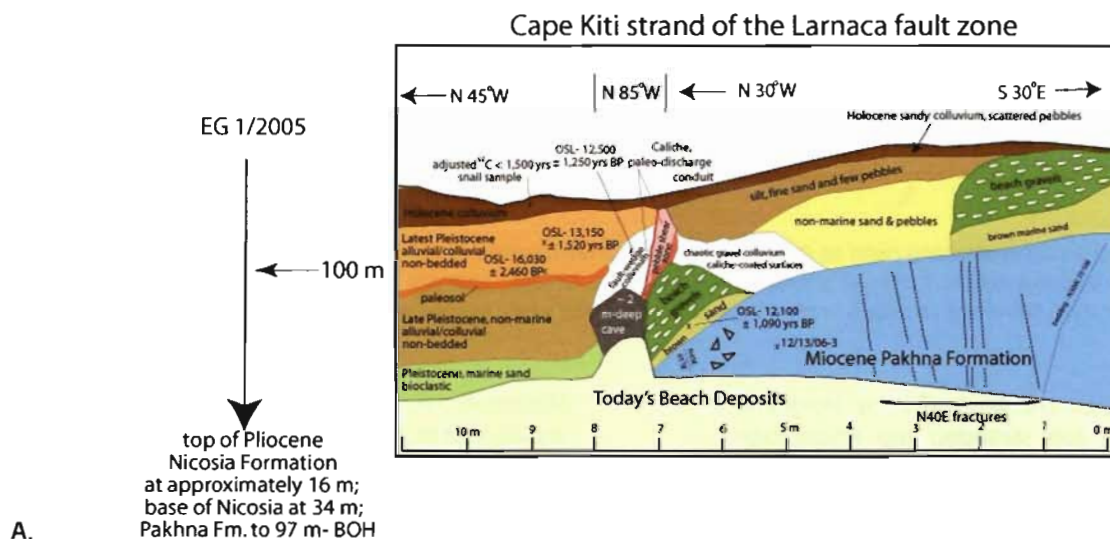 Cape Kiti strand of the Larnaca fault zone
N 45°W
N 85°W
N 30°W
S 30°E
EG 1/2005
Holocene sandy colluvium, scattered pebbles
OSL- 12,500
± 1,250 yrs BP
adjusted ¹⁴C < 1,500 yrs
snail sample
Caliche,
paleo-discharge
conduit
silt, fine sand and few pebbles
beach gravels
Holocene colluvium
non-marine sand & pebbles
brown marine sand
Latest Pleistocene
alluvial/colluvial
non-bedded
OSL- 13,150
x ± 1,520 yrs BP
OSL- 16,030
± 2,460 BP
fault wedge
colluvium
pebble shear
zone
chaotic gravel colluvium
caliche-coated surfaces
100 m
paleosol
beach
gravels
brown sand
~2
m-deep
cave
Late Pleistocene, non-marine
alluvial/colluvial
non-bedded
x OSL- 12,100
± 1,090 yrs BP
x 12/13/06-3
Miocene Pakhna Formation
Pleistocene, marine sand
bioclastic
Today's Beach Deposits
N40E fractures
10 m
9
8
7
6
5 m
4
3
2
1
0 m
top of Pliocene
Nicosia Formation
at approximately 16 m;
base of Nicosia at 34 m;
Pakhna Fm. to 97 m- BOH
A.